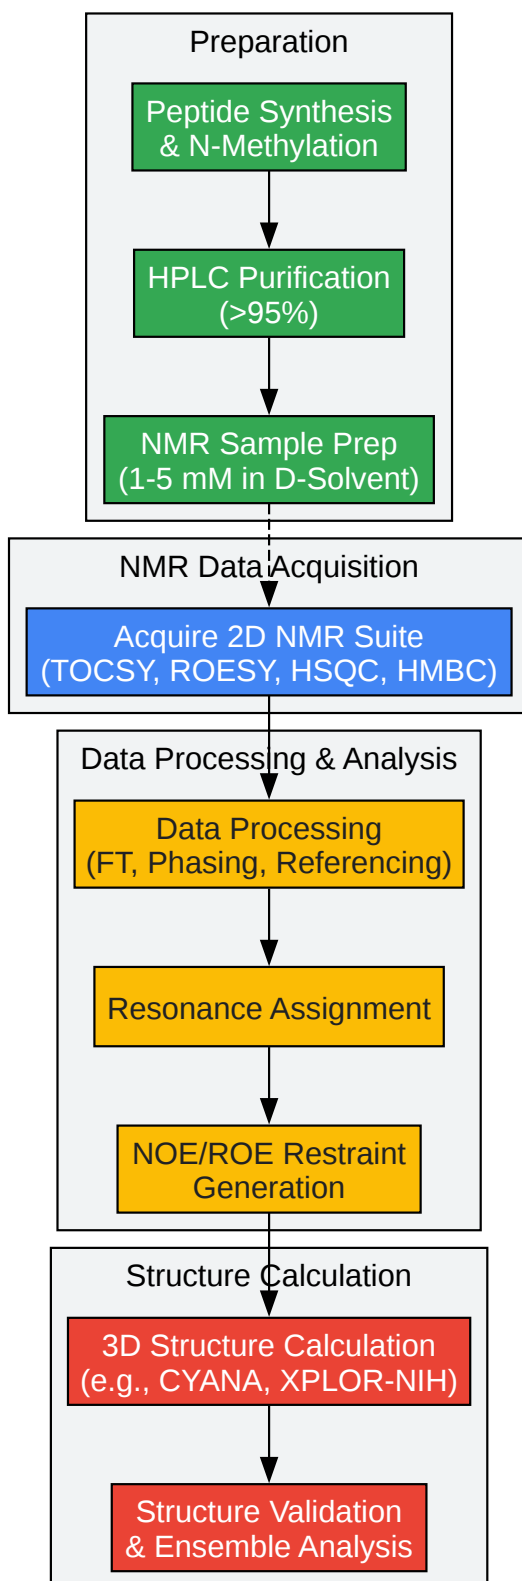 Preparation
Peptide Synthesis
& N-Methylation
HPLC Purification
(>95%)
NMR Sample Prep
(1-5 mM in D-Solvent)
NMR Data Acquisition
Acquire 2D NMR Suite
(TOCSY, ROESY, HSQC, HMBC)
Data Processing & Analysis
Data Processing
(FT, Phasing, Referencing)
Resonance Assignment
NOE/ROE Restraint
Generation
Structure Calculation
3D Structure Calculation
(e.g., CYANA, XPLOR-NIH)
Structure Validation
& Ensemble Analysis